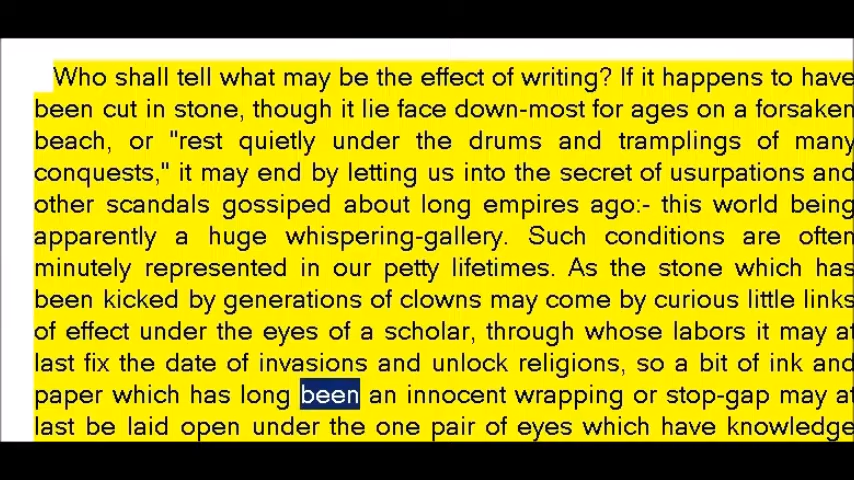 Who shall tell what may be the effect of writing? If it happens to have
been cut in stone, though it lie face down-most for ages on a forsaken
beach, or "rest quietly under the drums and tramplings of many
conquests," it may end by letting us into the secret of usurpations and
other scandals gossiped about long empires ago:- this world being
apparently a huge whispering-gallery. Such conditions are often
minutely represented in our petty lifetimes. As the stone which has
been kicked by generations of clowns may come by curious little links
of effect under the eyes of a scholar, through whose labors it may at
last fix the date of invasions and unlock religions, so a bit of ink and
paper which has long been an innocent wrapping or stop-gap may at
last be laid open under the one pair of eyes which have knowledge